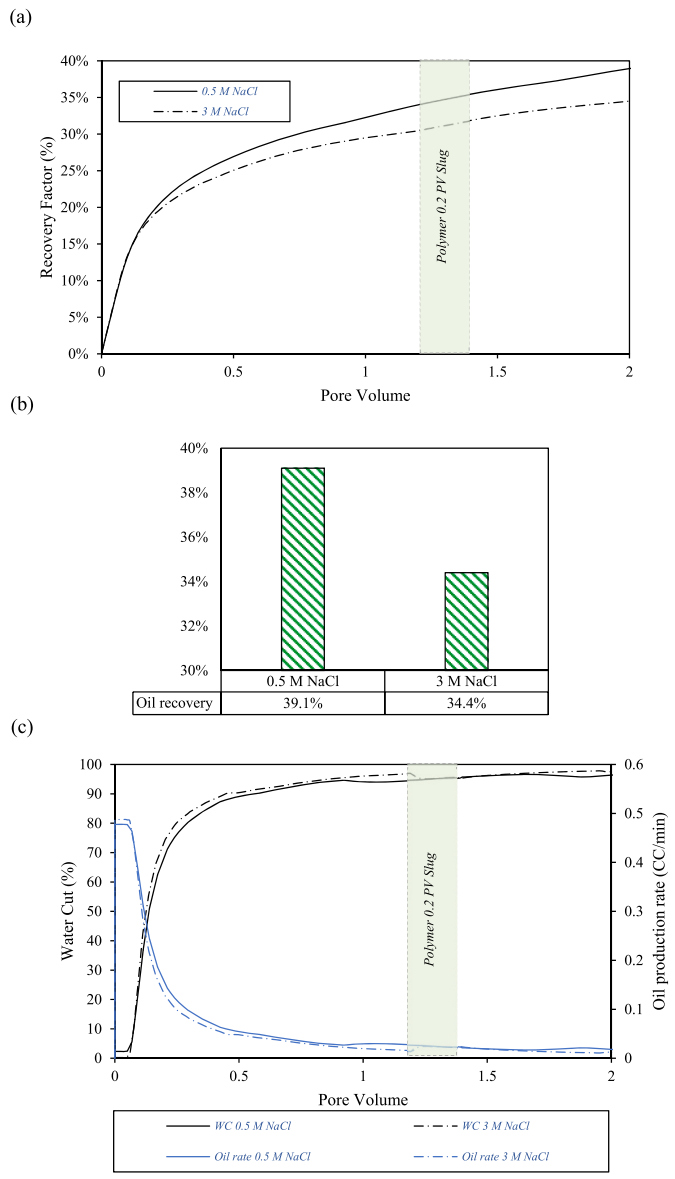 (a)
40%
35%
30%
25%
20%
15%
10%
5%
0%
Recovery Factor (%)
0.5 M NaCl
3 M NaCl
Polymer 0.2 PV Slug
0 0.5 1 1.5 2
Pore Volume
(b)
40%
38%
36%
34%
32%
30%
0.5 M NaCl 3 M NaCl
Oil recovery 39.1% 34.4%
(c)
100
90
80
70
60
50
40
30
20
10
0
Water Cut (%)
Polymer 0.2 PV Slug
0.6
0.5
0.4
0.3
0.2
0.1
0
Oil production rate (CC/min)
0 0.5 1 1.5 2
Pore Volume
WC 0.5 M NaCl WC 3 M NaCl
Oil rate 0.5 M NaCl Oil rate 3 M NaCl